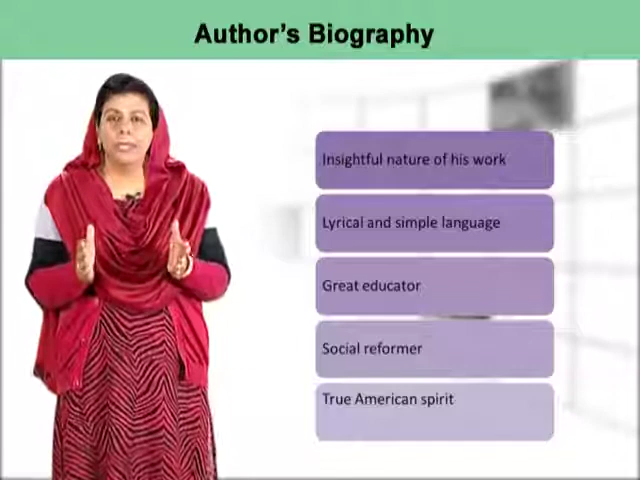 Author's Biography
Insightful nature of his work
Lyrical and simple language
Great educator
Social reformer
True American spirit